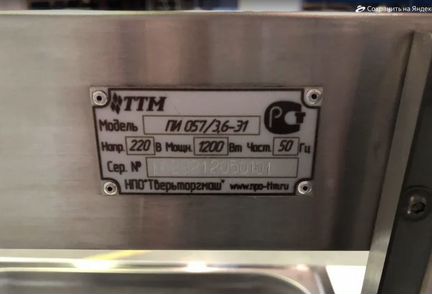 Сохранить на Яндекс
ТТМ
Модель ПИ 057/3,6-Э1
Напр. 220 В Мощн. 1200 Вт Част. 50 Гц
Сер. №
НПО "Тверьторгмаш" www.npo-ttm.ru